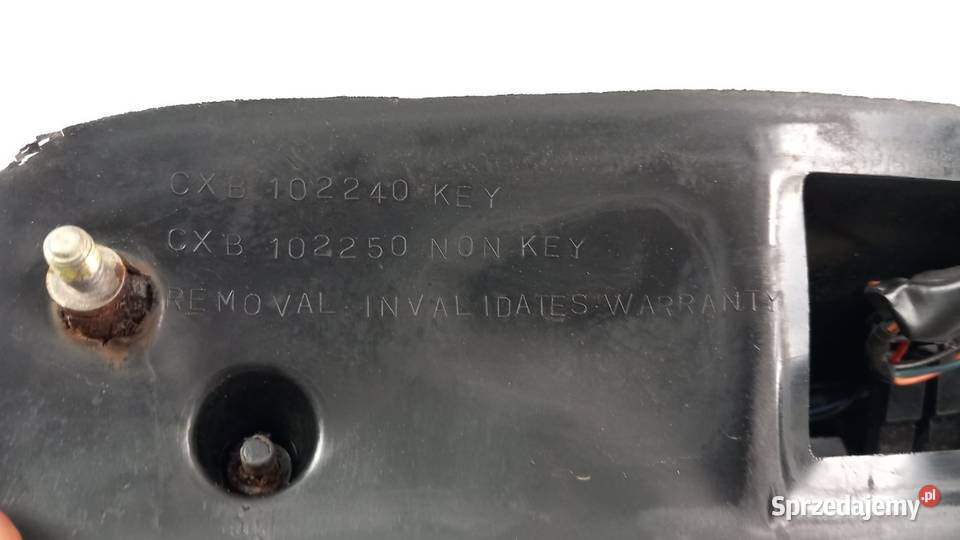 CXB 102240 KEY
CXB 102250 NON KEY
REMOVAL INVALIDATES WARRANTY
Sprzedajemy.pl